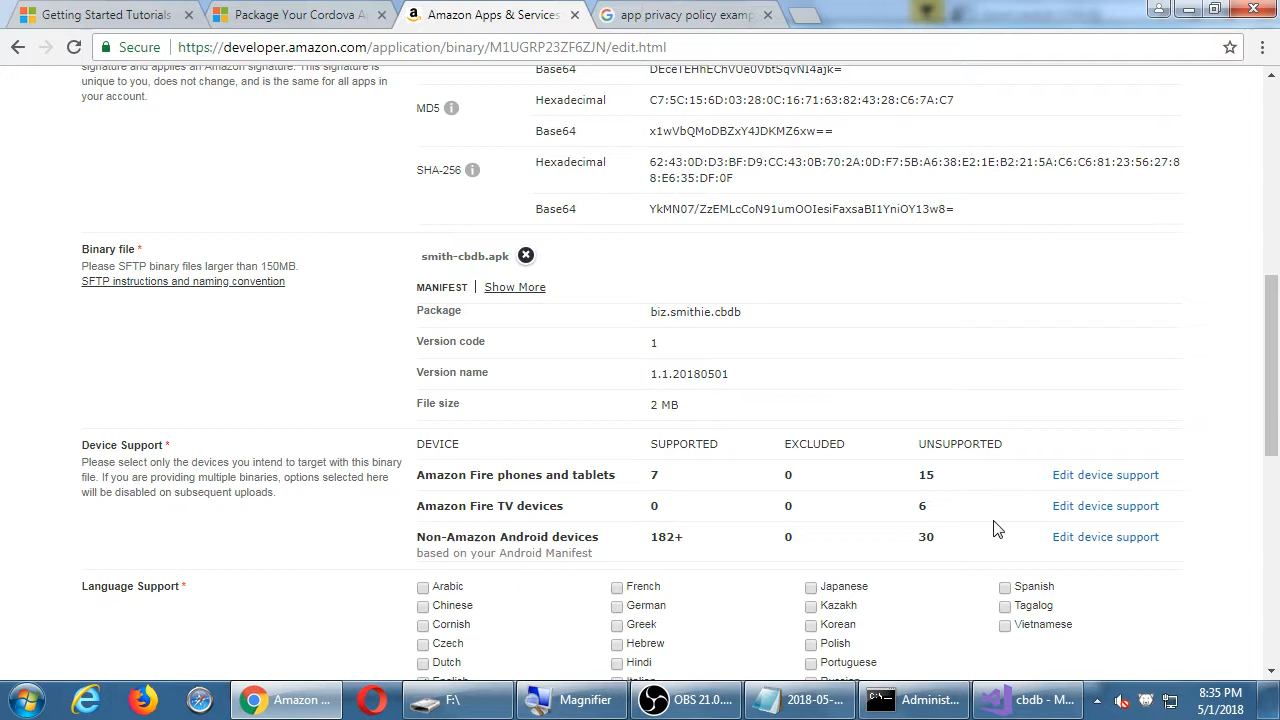 Getting Started Tutorials
Package Your Cordova A
Amazon Apps & Services
app privacy policy examp
Secure
https://developer.amazon.com/application/binary/M1UGRP23ZF6ZJN/edit.html
signature and applies an Amazon signature. This signature is
unique to you, does not change, and is the same for all apps in
your account.
Base64
MD5
Hexadecimal
C7:5C:15:6D:03:28:0C:16:71:63:82:43:28:C6:7A:C7
Base64
x1wVbQMoDBZxY4JDKMZ6xw==
SHA-256
Hexadecimal
62:43:0D:D3:BF:D9:CC:43:0B:70:2A:0D:F7:5B:A6:38:E2:1E:B2:21:5A:C6:C6:81:23:56:27:8
8:E6:35:DF:0F
Base64
YkMN07/ZzEMLcCoN91umOOIesiFaxsaBI1YniOY13w8=
Binary file *
Please SFTP binary files larger than 150MB.
SFTP instructions and naming convention
smith-cbdb.apk
MANIFEST | Show More
Package
biz.smithie.cbdb
Version code
1
Version name
1.1.20180501
File size
2 MB
Device Support *
Please select only the devices you intend to target with this binary
file. If you are providing multiple binaries, options selected here
will be disabled on subsequent uploads.
DEVICE SUPPORTED EXCLUDED UNSUPPORTED
Amazon Fire phones and tablets 7 0 15 Edit device support
Amazon Fire TV devices 0 0 6 Edit device support
Non-Amazon Android devices 182+ 0 30 Edit device support
based on your Android Manifest
Language Support *
Arabic French Japanese Spanish
Chinese German Kazakh Tagalog
Cornish Greek Korean Vietnamese
Czech Hebrew Polish
Dutch Hindi Portuguese
Amazon ...
F:\
Magnifier
OBS 21.0....
2018-05-...
Administ...
cbdb - M...
8:35 PM
5/1/2018